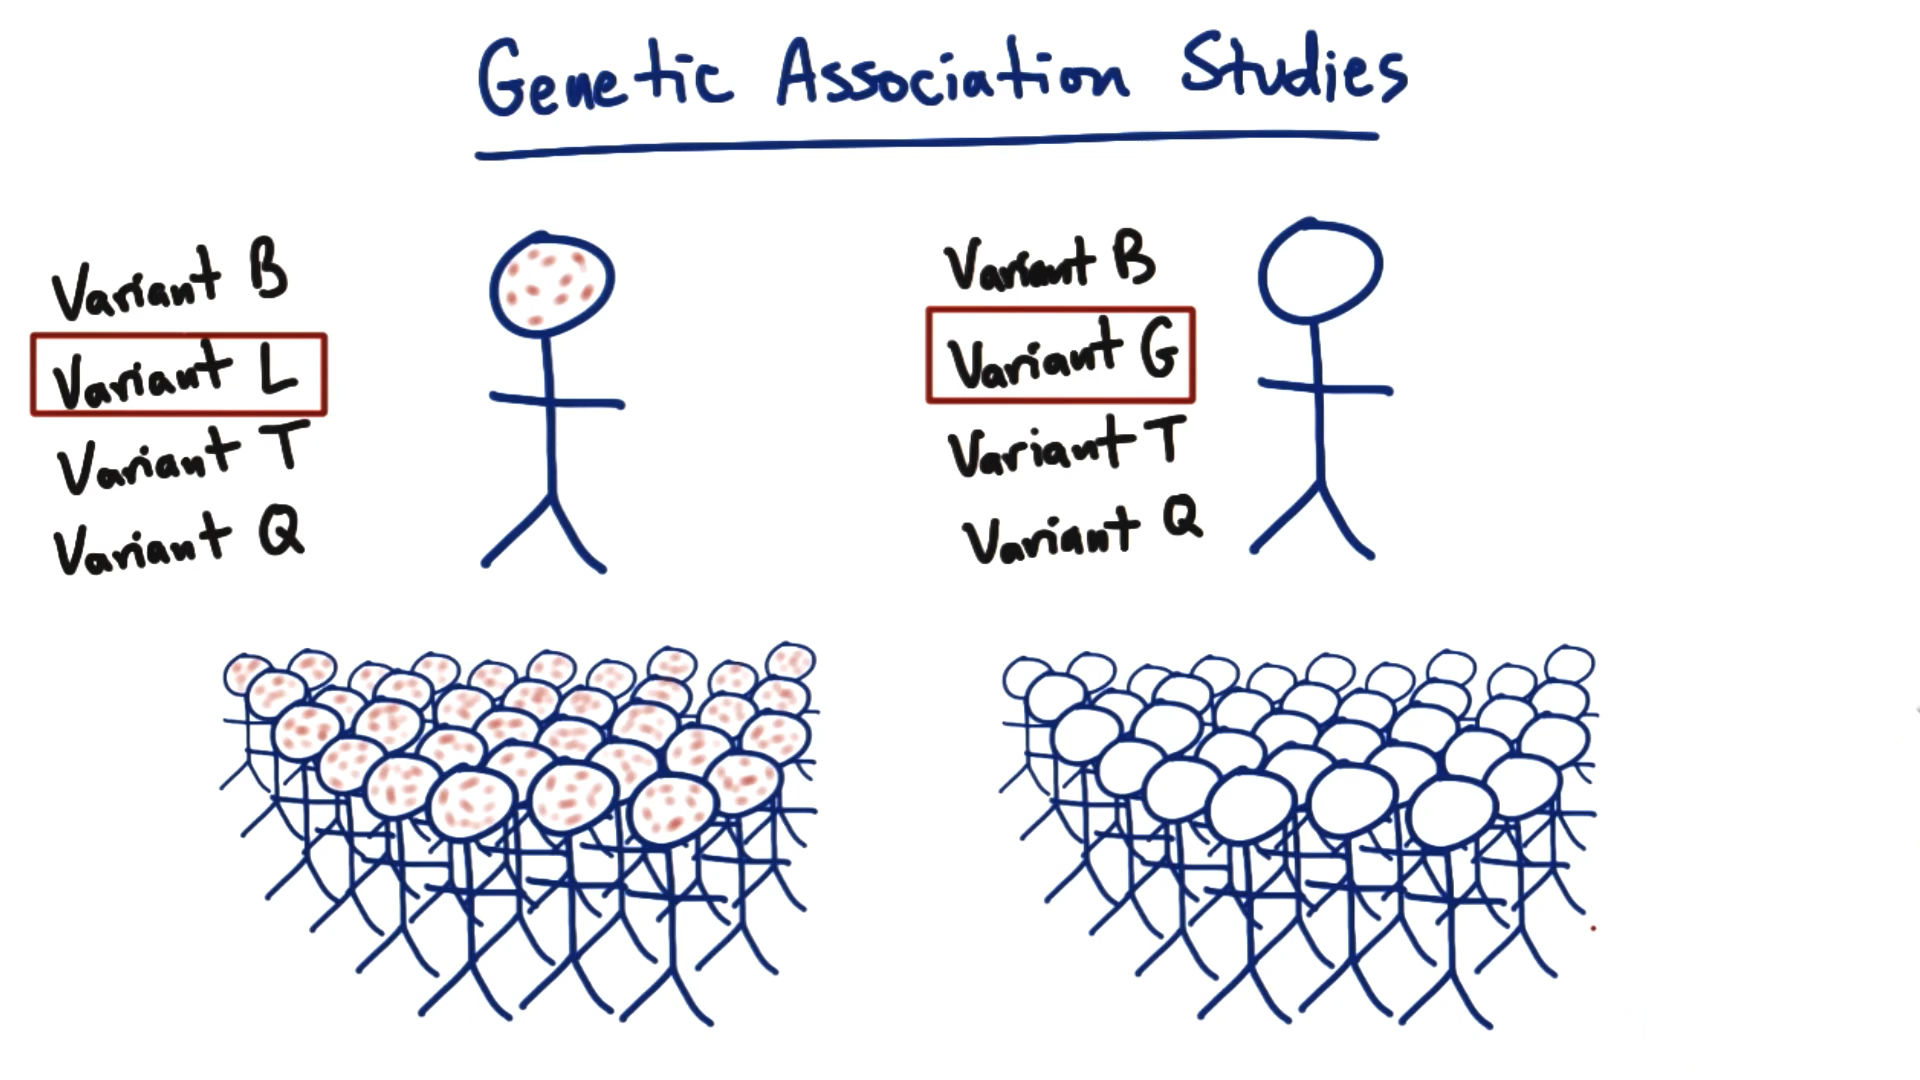 Genetic Association Studies
Variant B
Variant L
Variant T
Variant Q
Variant B
Variant G
Variant T
Variant Q